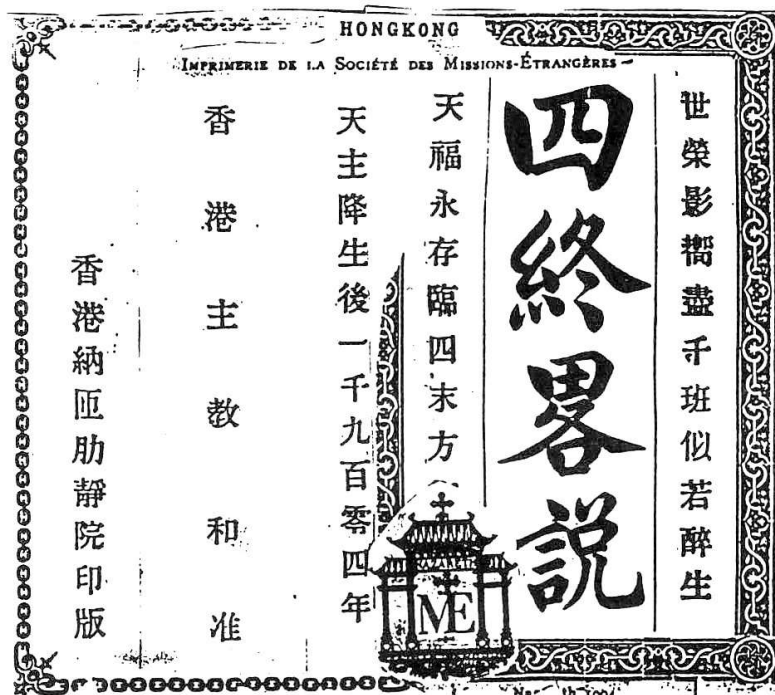 HONGKONG
IMPRIMERIE DE LA SOCIÉTÉ DES MISSIONS-ÉTRANGÈRES
世榮影嚮盡千班似若醉生
四終畧説
天福永存臨四末方
天主降生後一千九百零四年
香港主教和准
香港納匝肋靜院印版
NAZARETH
ME